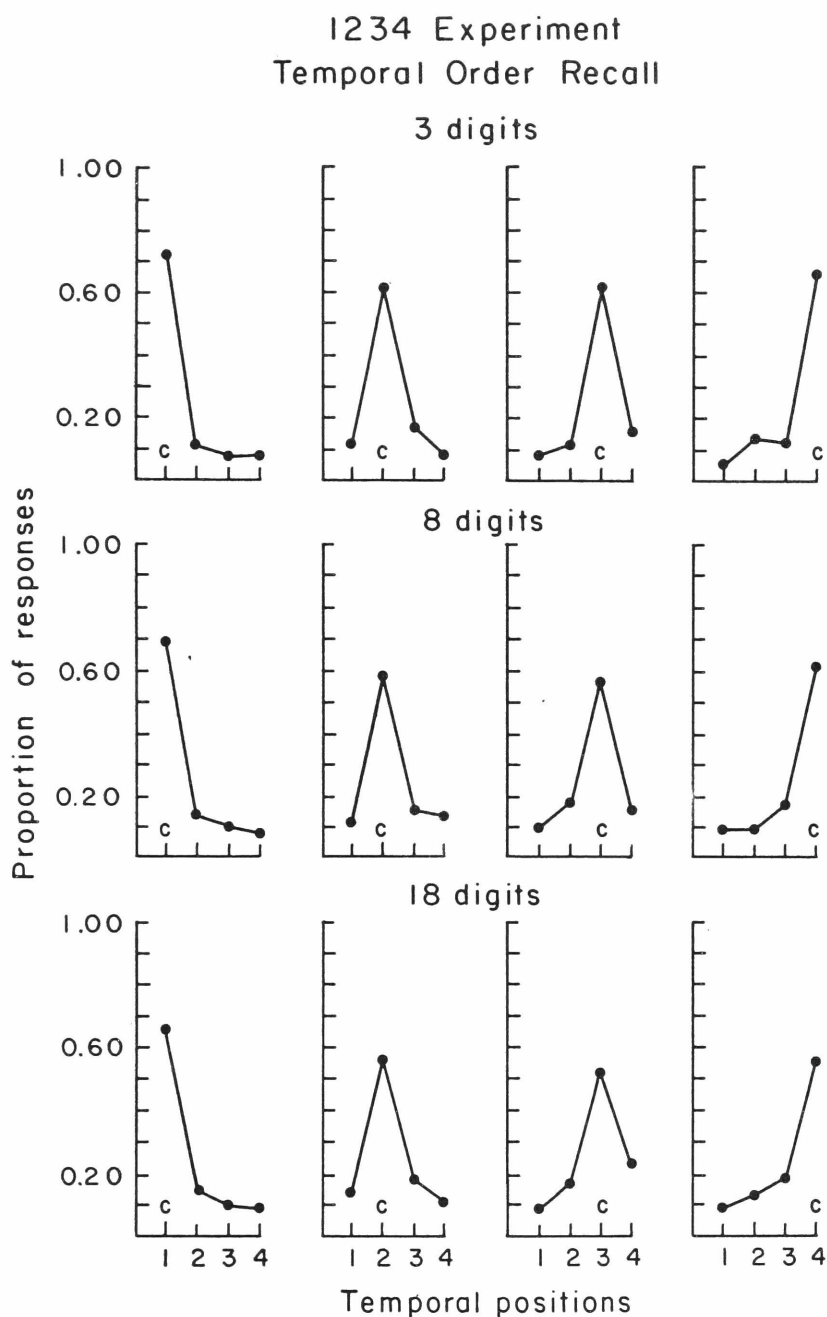 1234 Experiment
Temporal Order Recall
3 digits
1.00
0.60
0.20
C C C C
8 digits
1.00
0.60
0.20
C C C C
18 digits
1.00
0.60
0.20
C C C C
1 2 3 4 1 2 3 4 1 2 3 4 1 2 3 4
Temporal positions
Proportion of responses